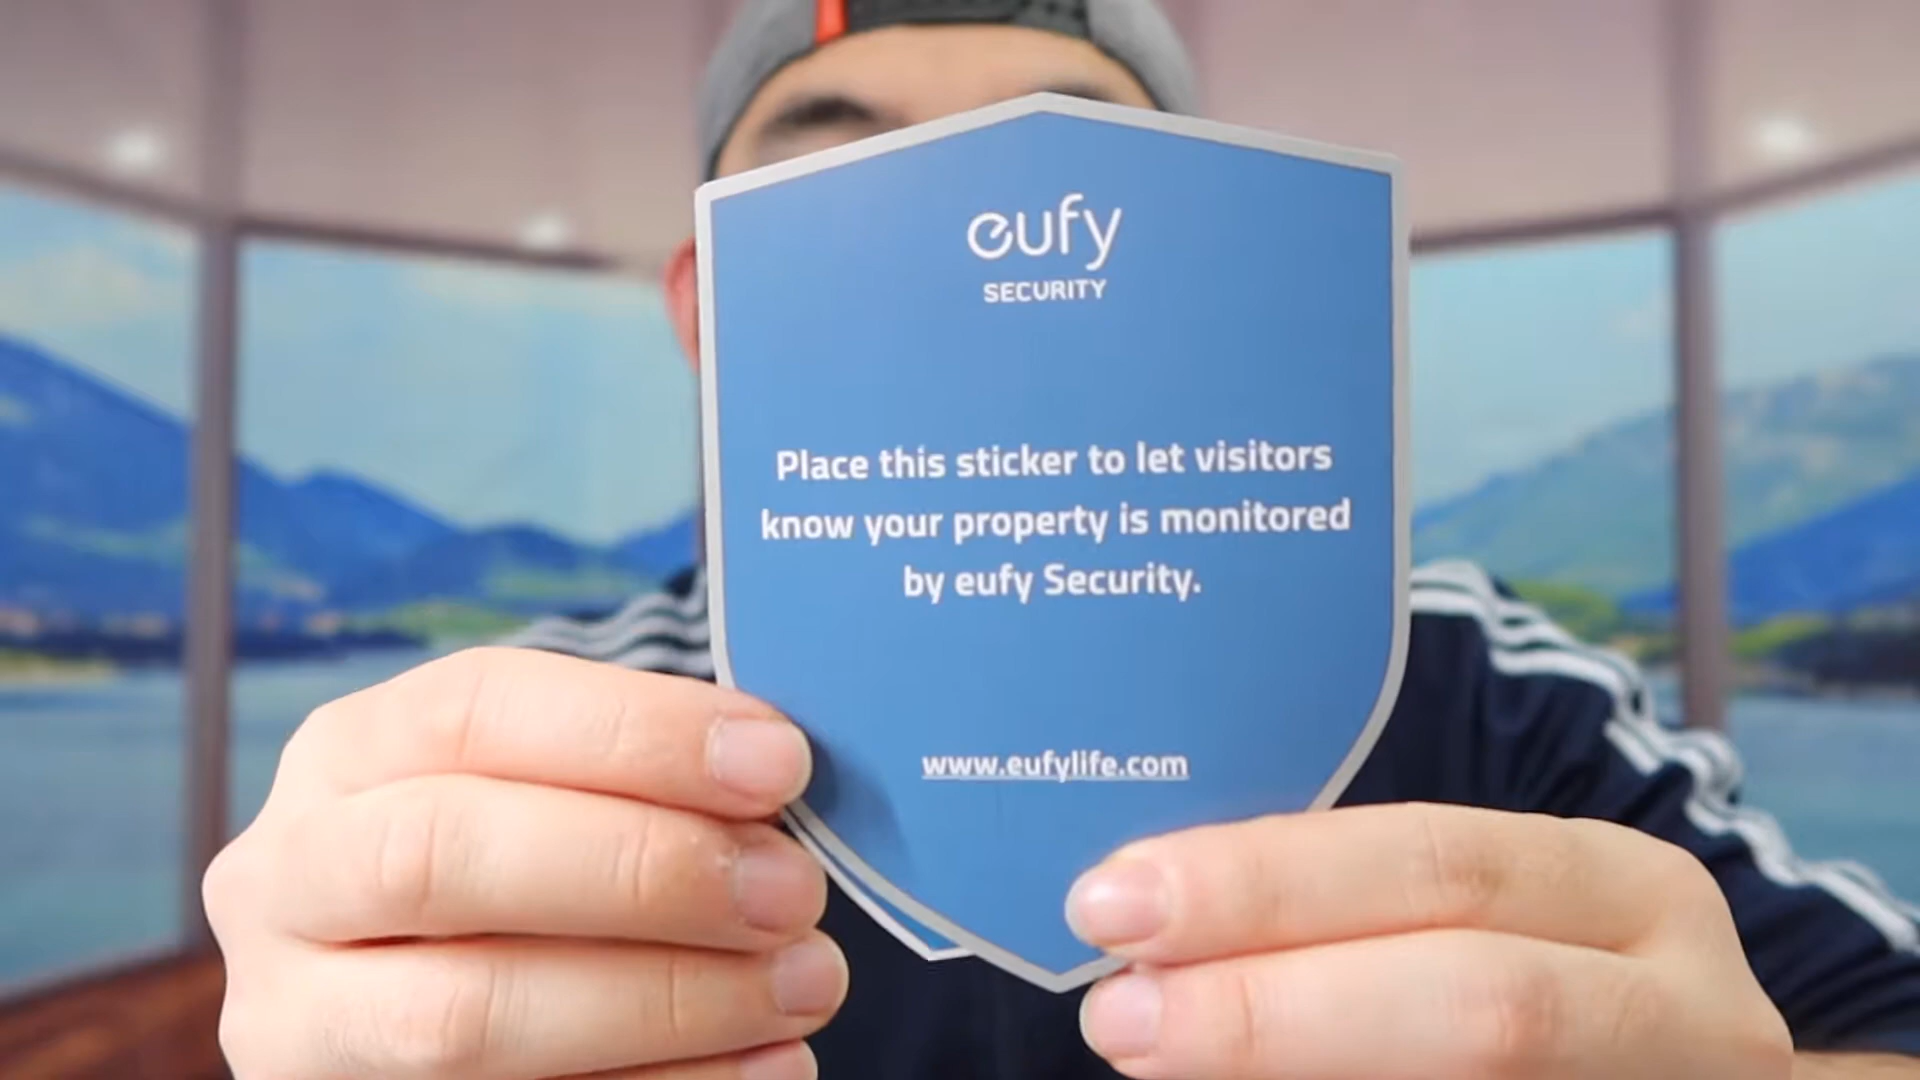 eufy
SECURITY
Place this sticker to let visitors
know your property is monitored
by eufy Security.
www.eufylife.com